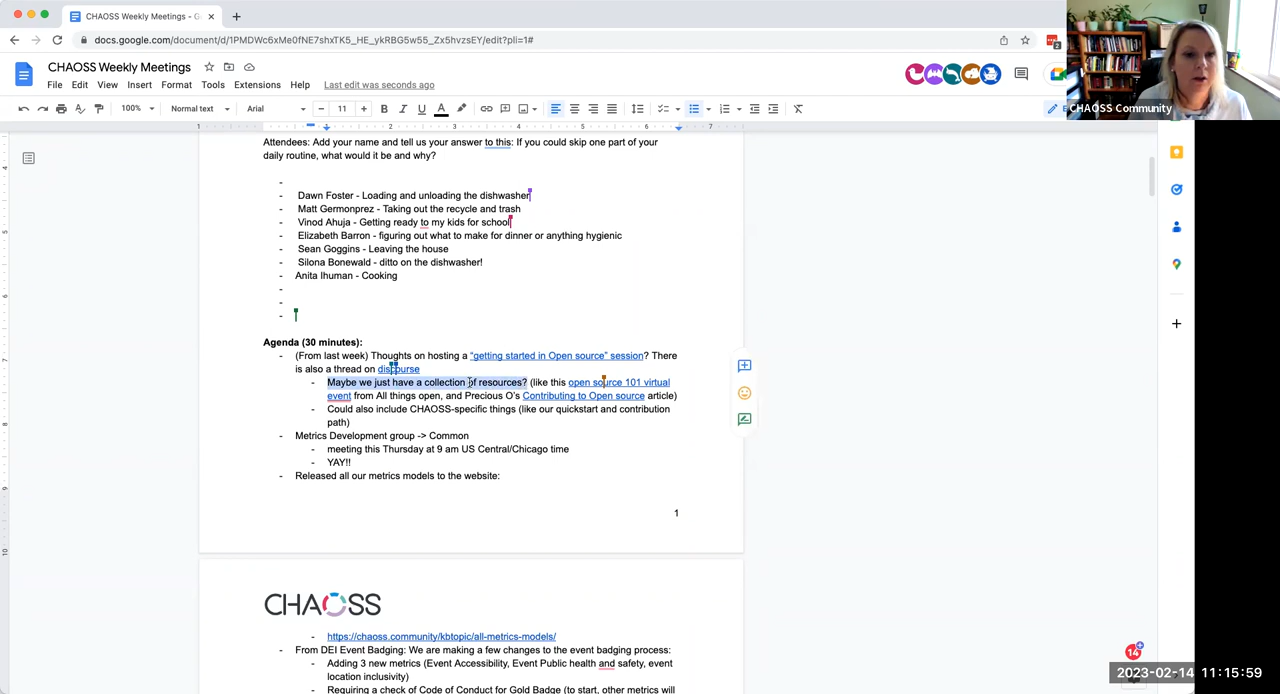 CHAOSS Weekly Meetings - G
docs.google.com/document/d/1PMDWc6xMe0fNE7shxTK5_HE_ykRBG5w55_Zx5hvzsEY/edit?pli=1#
2
CHAOSS Weekly Meetings
File Edit View Insert Format Tools Extensions Help Last edit was seconds ago
100% Normal text Arial 11
CHAOSS Community
1 2 3 4 5 6 7
Attendees: Add your name and tell us your answer to this: If you could skip one part of your
daily routine, what would it be and why?
-
- Dawn Foster - Loading and unloading the dishwasher
- Matt Germonprez - Taking out the recycle and trash
- Vinod Ahuja - Getting ready to my kids for school
- Elizabeth Barron - figuring out what to make for dinner or anything hygienic
- Sean Goggins - Leaving the house
- Silona Bonewald - ditto on the dishwasher!
- Anita Ihuman - Cooking
-
-
-
Agenda (30 minutes):
- (From last week) Thoughts on hosting a “getting started in Open source” session? There
is also a thread on discourse
- Maybe we just have a collection of resources? (like this open source 101 virtual
event from All things open, and Precious O's Contributing to Open source article)
- Could also include CHAOSS-specific things (like our quickstart and contribution
path)
- Metrics Development group -> Common
- meeting this Thursday at 9 am US Central/Chicago time
- YAY!!
- Released all our metrics models to the website:
1
CHAOSS
- https://chaoss.community/kbtopic/all-metrics-models/
- From DEI Event Badging: We are making a few changes to the event badging process:
- Adding 3 new metrics (Event Accessibility, Event Public health and safety, event
location inclusivity)
- Requiring a check of Code of Conduct for Gold Badge (to start, other metrics will
14
2023-02-14 11:15:59